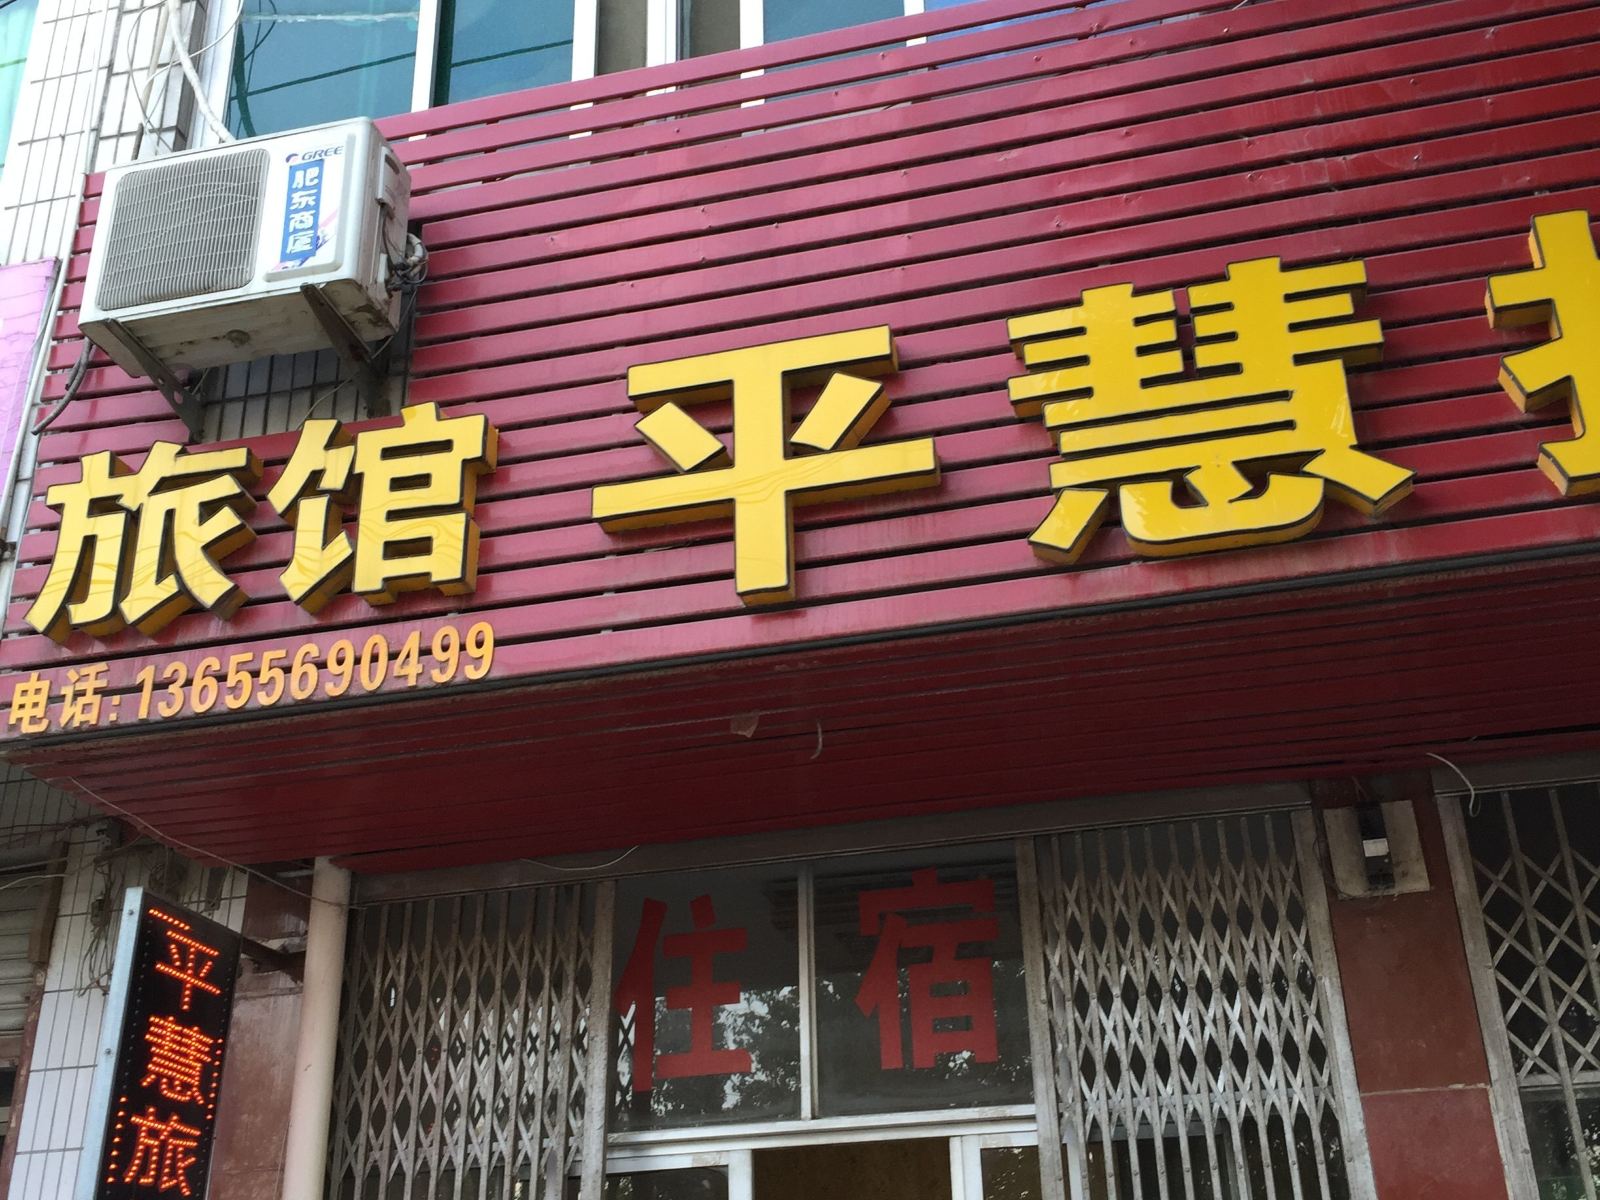 GREE
肥东商厦
旅馆 平慧
电话:13655690499
住宿
平慧旅